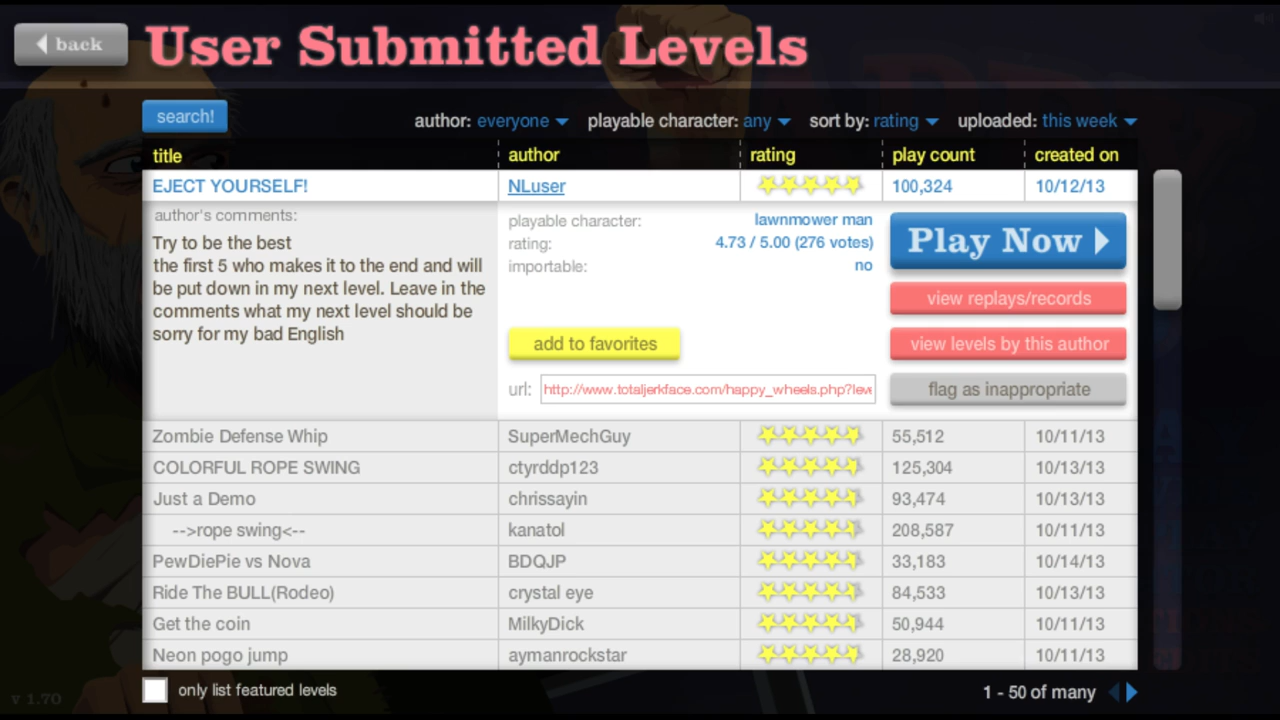 back
User Submitted Levels
search!
author: everyone playable character: any sort by: rating uploaded: this week
title author rating play count created on
EJECT YOURSELF! NLuser 100,324 10/12/13
author's comments:
Try to be the best
the first 5 who makes it to the end and will
be put down in my next level. Leave in the
comments what my next level should be
sorry for my bad English
playable character: lawnmower man
rating: 4.73 / 5.00 (276 votes)
importable: no
add to favorites
url: http://www.totaljerkface.com/happy_wheels.php?leve
Play Now
view replays/records
view levels by this author
flag as inappropriate
Zombie Defense Whip SuperMechGuy 55,512 10/11/13
COLORFUL ROPE SWING ctyrddp123 125,304 10/13/13
Just a Demo chrissayin 93,474 10/13/13
-->rope swing<-- kanatol 208,587 10/11/13
PewDiePie vs Nova BDQJP 33,183 10/14/13
Ride The BULL(Rodeo) crystal eye 84,533 10/13/13
Get the coin MilkyDick 50,944 10/11/13
Neon pogo jump aymanrockstar 28,920 10/11/13
only list featured levels
1 - 50 of many
v 1.70